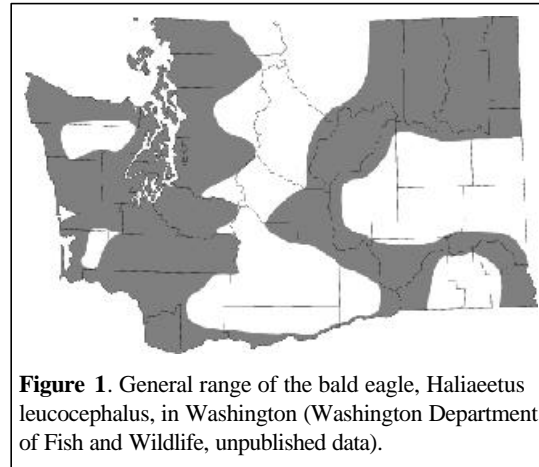 Figure 1. General range of the bald eagle, Haliaeetus
leucocephalus, in Washington (Washington Department
of Fish and Wildlife, unpublished data).